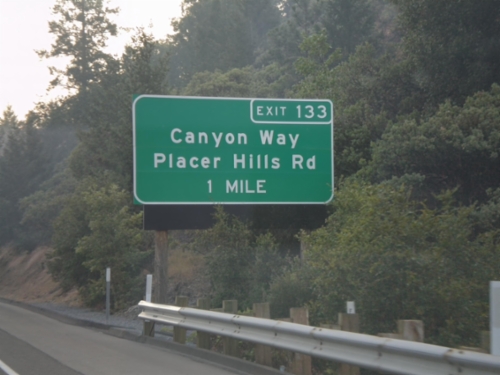 EXIT 133
Canyon Way
Placer Hills Rd
1 MILE